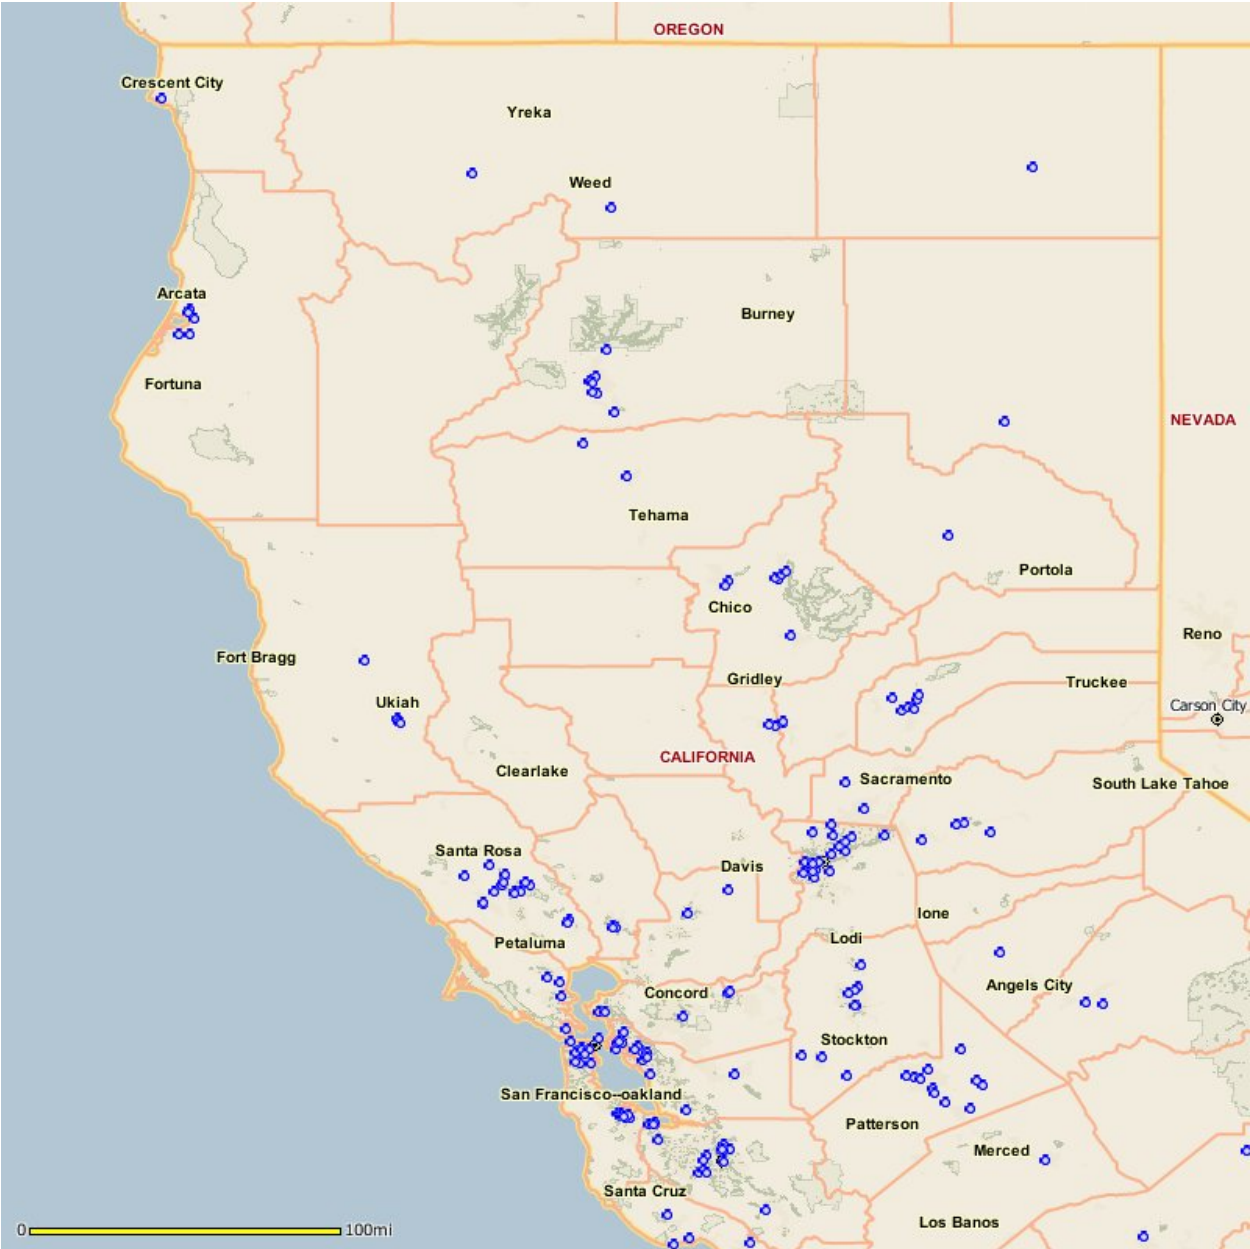 OREGON
Crescent City
Yreka
Weed
Arcata
Burney
Fortuna
NEVADA
Tehama
Portola
Chico
Reno
Fort Bragg
Gridley
Truckee
Ukiah
Carson City
CALIFORNIA
Clearlake
Sacramento
South Lake Tahoe
Santa Rosa
Davis
Ione
Petaluma
Lodi
Concord
Angels City
Stockton
San Francisco--oakland
Patterson
Merced
Santa Cruz
Los Banos
0 100mi